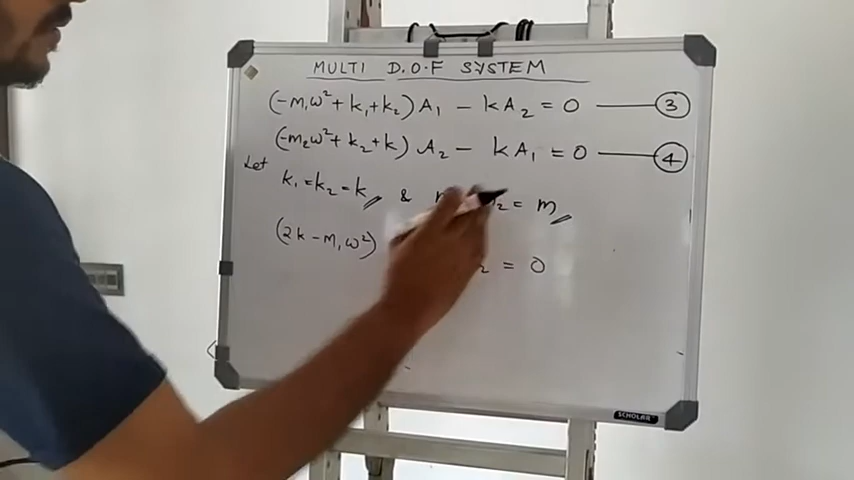 MULTI D.O.F SYSTEM
(-m₁ω² + k₁ + k₂) A₁ - kA₂ = 0 ——— ③
(-m₂ω² + k₂ + k) A₂ - kA₁ = 0 ——— ④
Let k₁ = k₂ = k & = m
(2k - m₁ω²) ₂ = 0
SCHOLAR